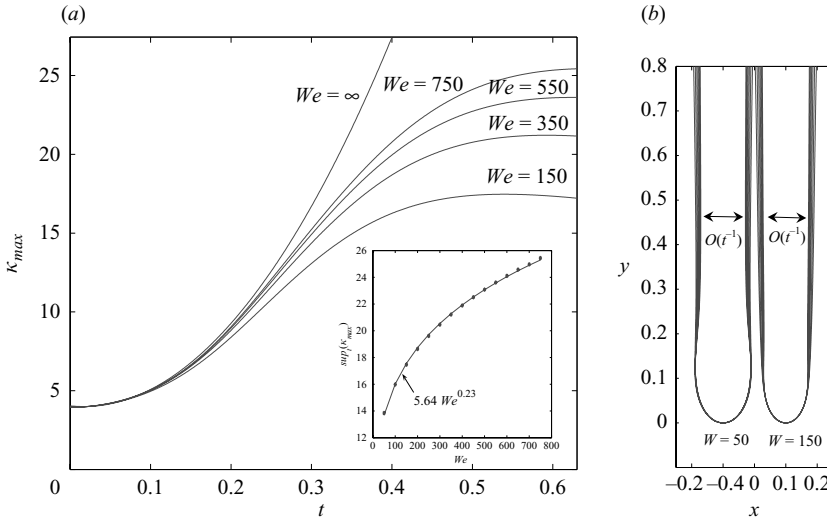 (a)
(b)
25
20
15
10
5
0
κmax
0
0.1
0.2
0.3
0.4
0.5
0.6
t
We = ∞
We = 750
We = 550
We = 350
We = 150
26
24
22
20
18
16
14
12
supt(κmax)
5.64 We^0.23
0 100 200 300 400 500 600 700 800
We
0.8
0.7
0.6
0.5
0.4
0.3
0.2
0.1
0
y
O(t⁻¹)
O(t⁻¹)
W = 50
W = 150
−0.2 −0.4 0 0.1 0.2
x